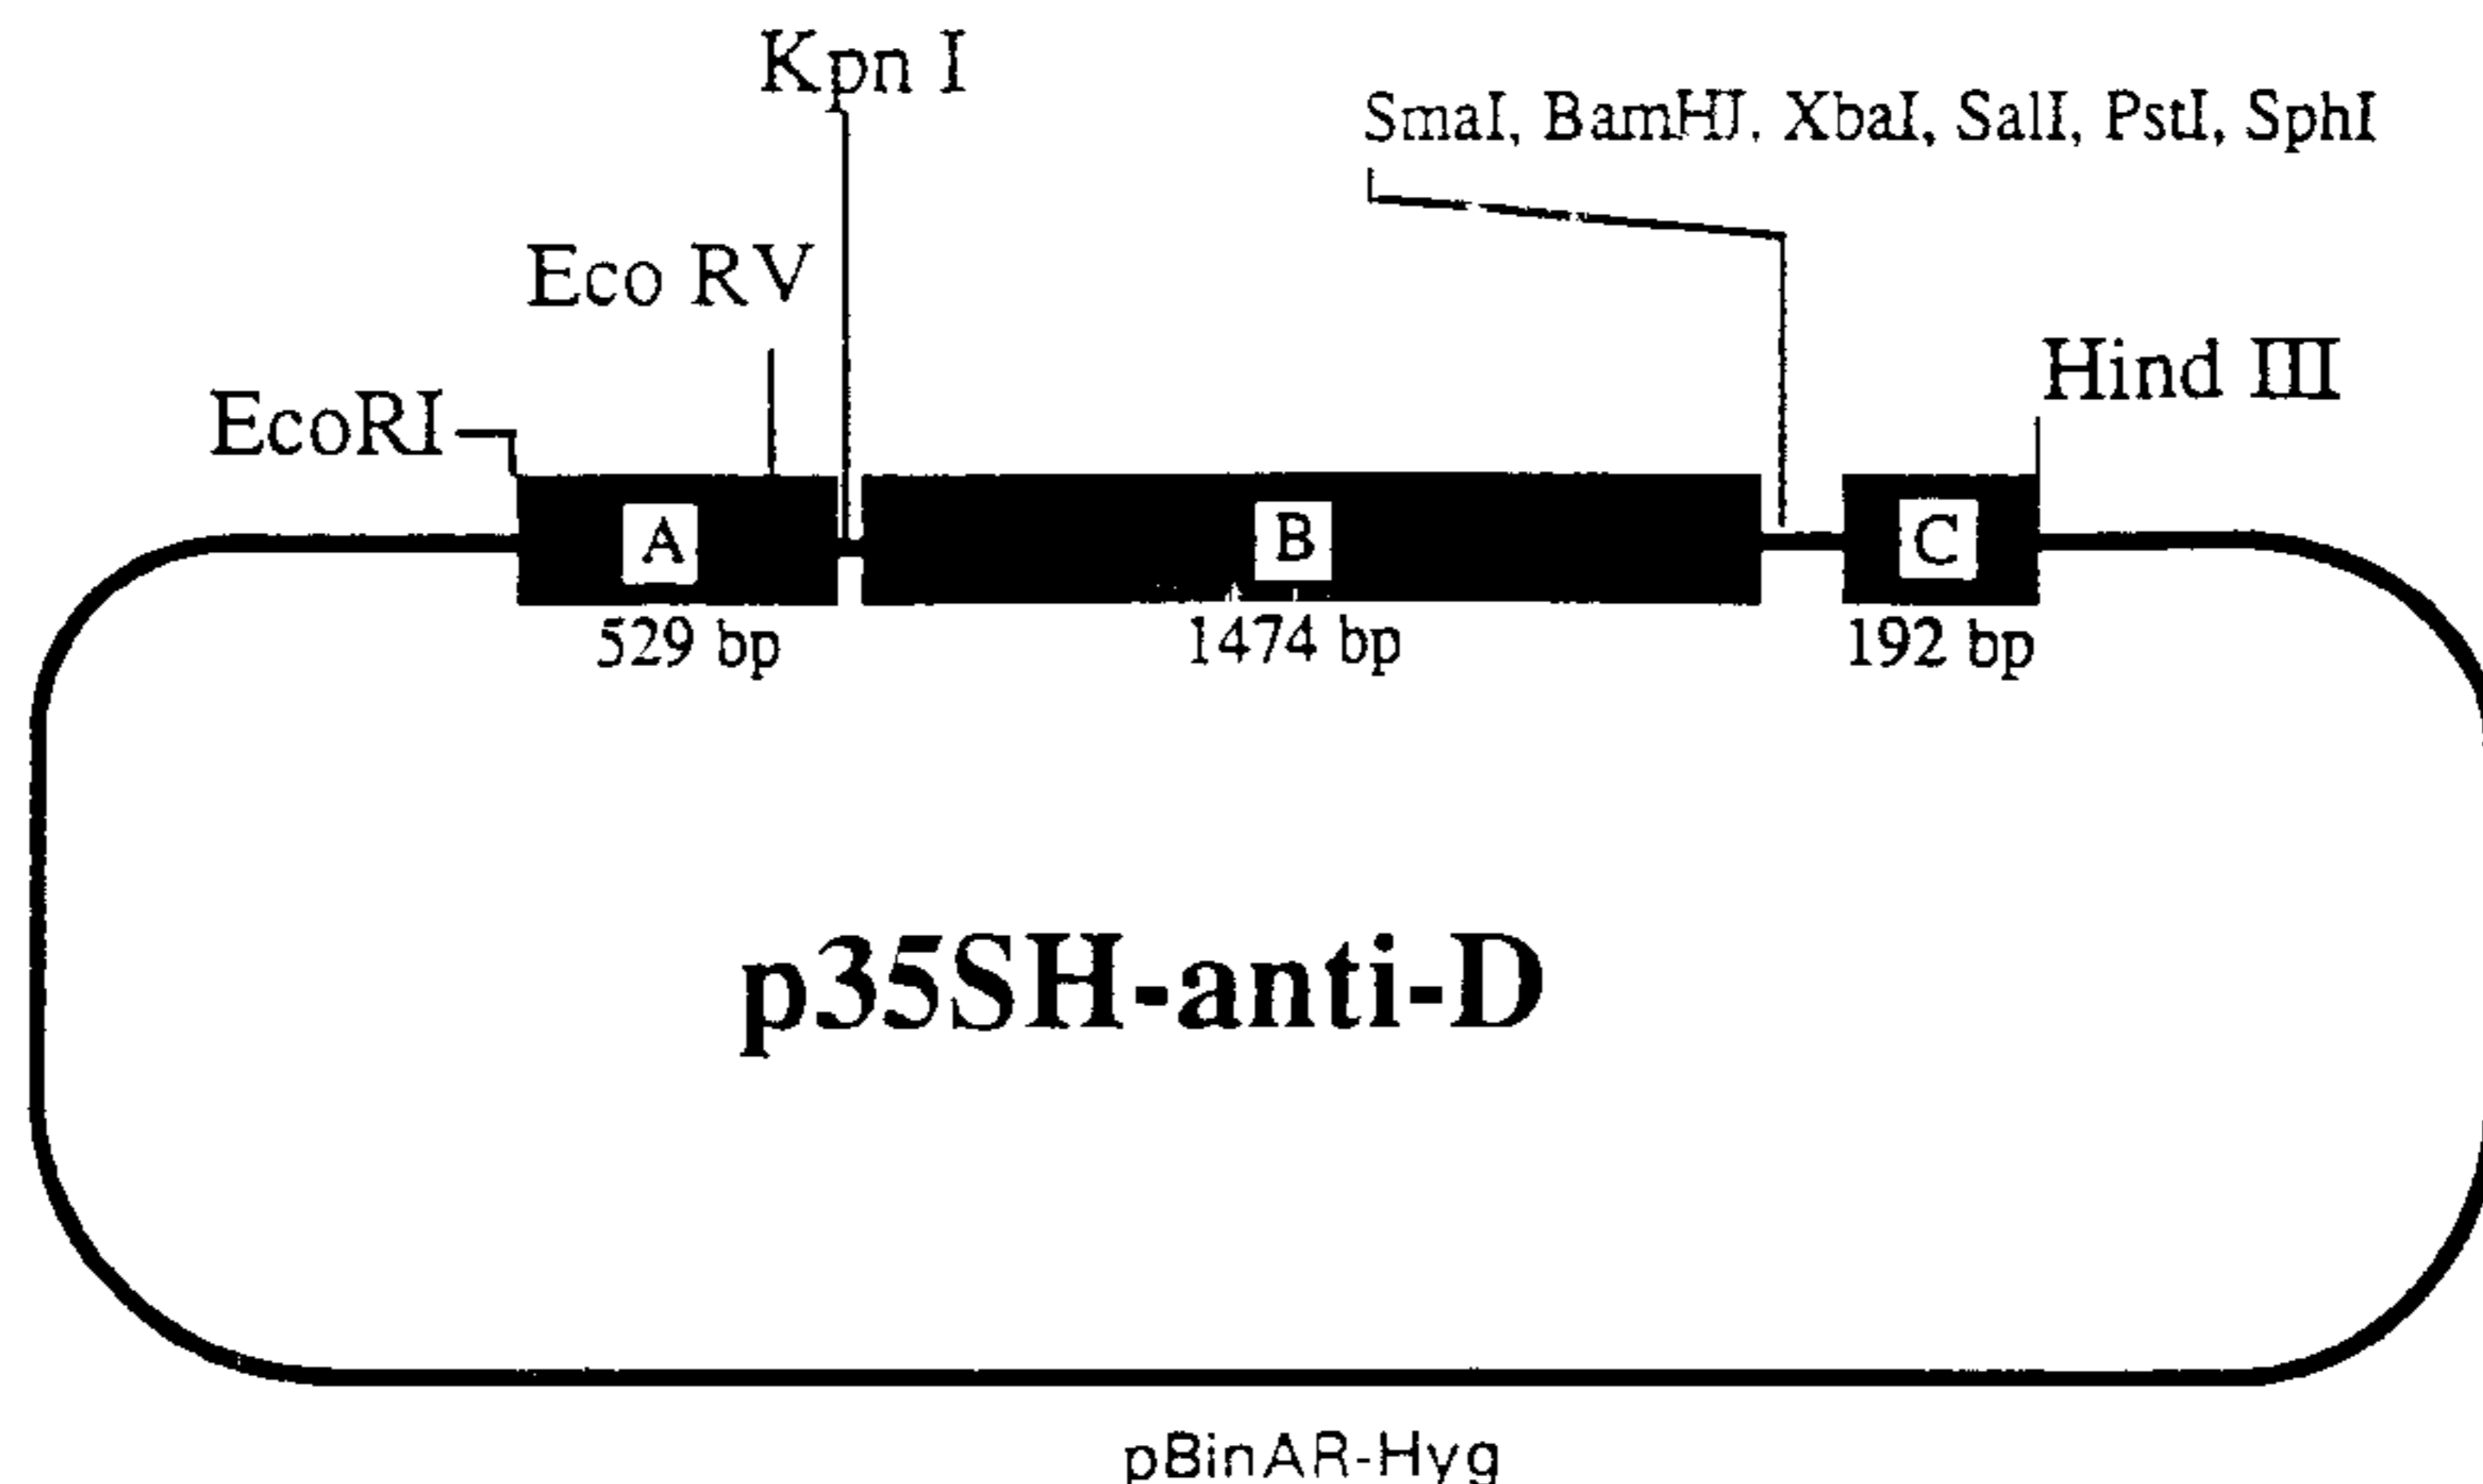 Kpn I
SmaI, BamHI, XbaI, SalI, PstI, SphI
Eco RV
Hind III
EcoRI
A
B
C
529 bp
1474 bp
192 bp
p35SH-anti-D
pBinAR-Hyg